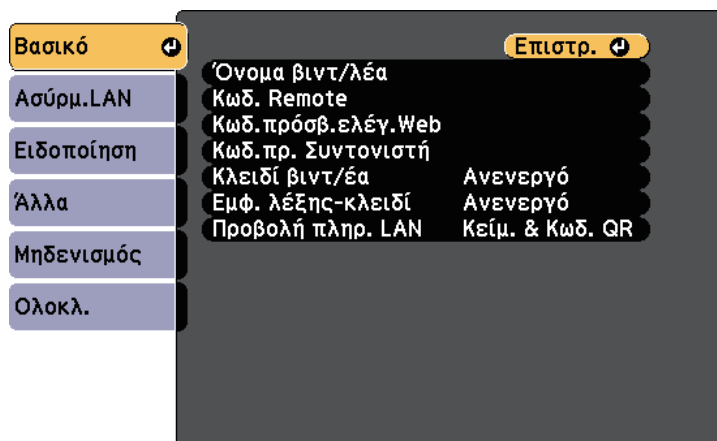 Βασικό
Ασύρμ.LAN
Ειδοποίηση
Άλλα
Μηδενισμός
Ολοκλ.
Επιστρ.
Όνομα βιντ/λέα
Κωδ. Remote
Κωδ.πρόσβ.ελέγ.Web
Κωδ.πρ. Συντονιστή
Κλειδί βιντ/έα Ανενεργό
Εμφ. λέξης-κλειδί Ανενεργό
Προβολή πληρ. LAN Κείμ. & Κωδ. QR